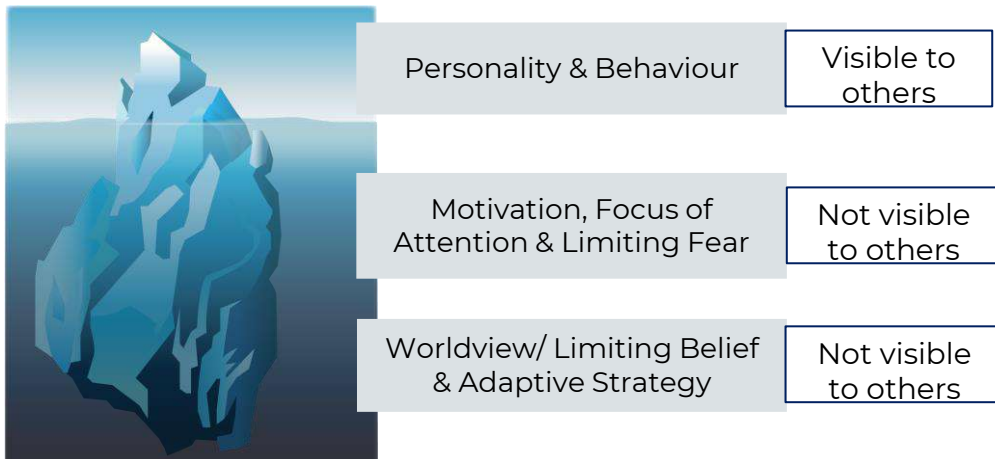 Personality & Behaviour
Visible to
others
Motivation, Focus of
Attention & Limiting Fear
Not visible
to others
Worldview/ Limiting Belief
& Adaptive Strategy
Not visible
to others